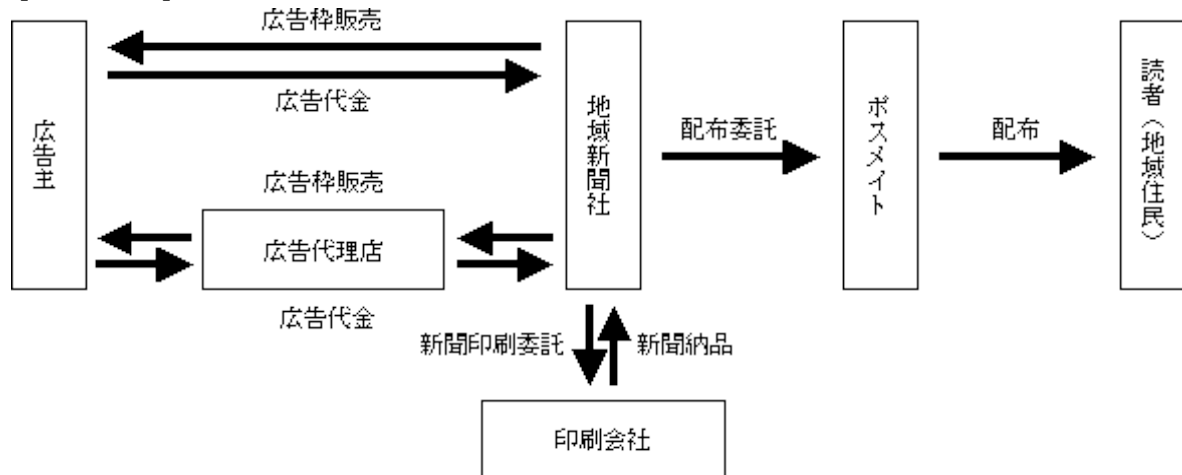 広告枠販売
広告代金
広告主
地域新聞社
配布委託
ポスメイト
配布
読者（地域住民）
広告枠販売
広告代理店
広告代金
新聞印刷委託
新聞納品
印刷会社